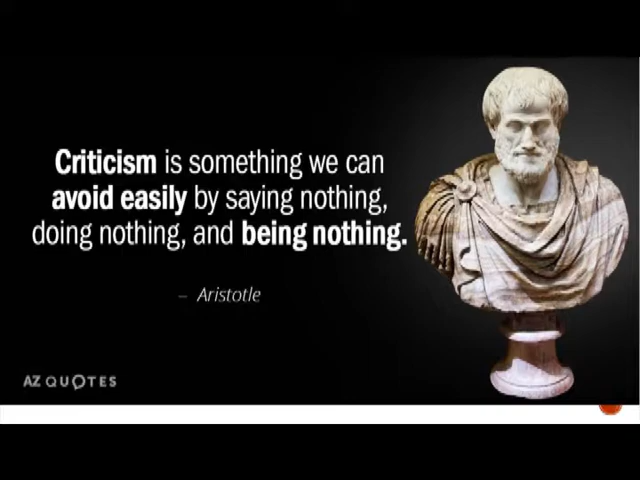 Criticism is something we can
avoid easily by saying nothing,
doing nothing, and being nothing.
– Aristotle
AZ QUOTES